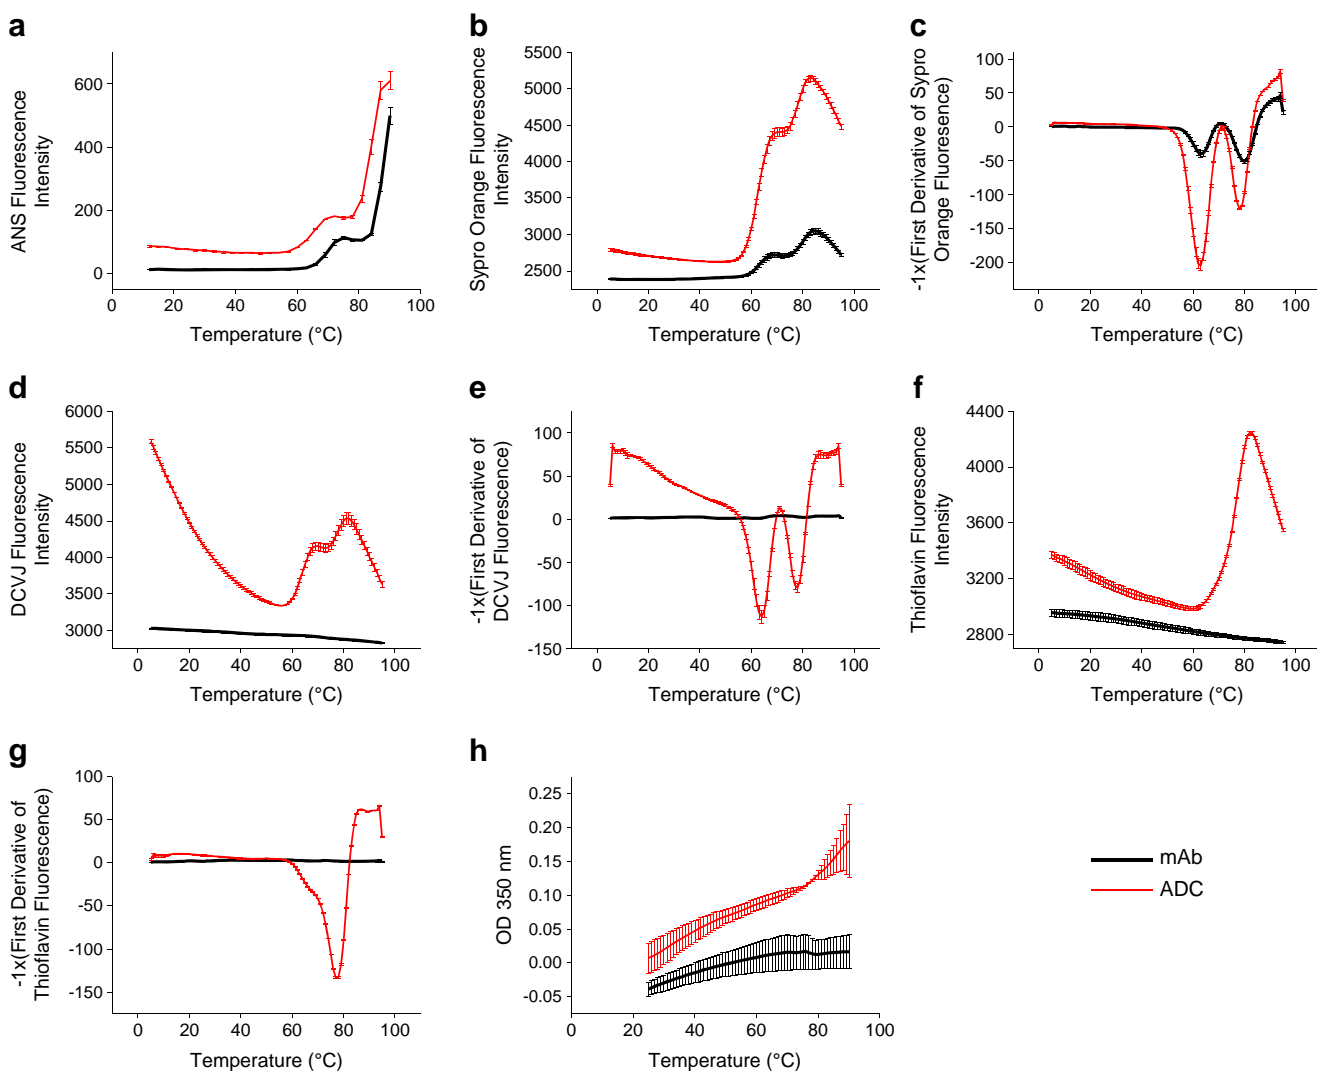 a
ANS Fluorescence
Intensity
600
400
200
0
0 20 40 60 80 100
Temperature (°C)
b
Sypro Orange Fluorescence
Intensity
5500
5000
4500
4000
3500
3000
2500
0 20 40 60 80 100
Temperature (°C)
c
-1x(First Derivative of Sypro
Orange Fluoresence)
100
50
0
-50
-100
-150
-200
0 20 40 60 80 100
Temperature (°C)
d
DCVJ Fluorescence
Intensity
6000
5500
5000
4500
4000
3500
3000
0 20 40 60 80 100
Temperature (°C)
e
-1x(First Derivative of
DCVJ Fluorescence)
100
50
0
-50
-100
-150
0 20 40 60 80 100
Temperature (°C)
f
Thioflavin Fluorescence
Intensity
4400
4000
3600
3200
2800
0 20 40 60 80 100
Temperature (°C)
g
-1x(First Derivative of
Thioflavin Fluorescence)
100
50
0
-50
-100
-150
0 20 40 60 80 100
Temperature (°C)
h
OD 350 nm
0.25
0.20
0.15
0.10
0.05
0.00
-0.05
0 20 40 60 80 100
Temperature (°C)
mAb
ADC